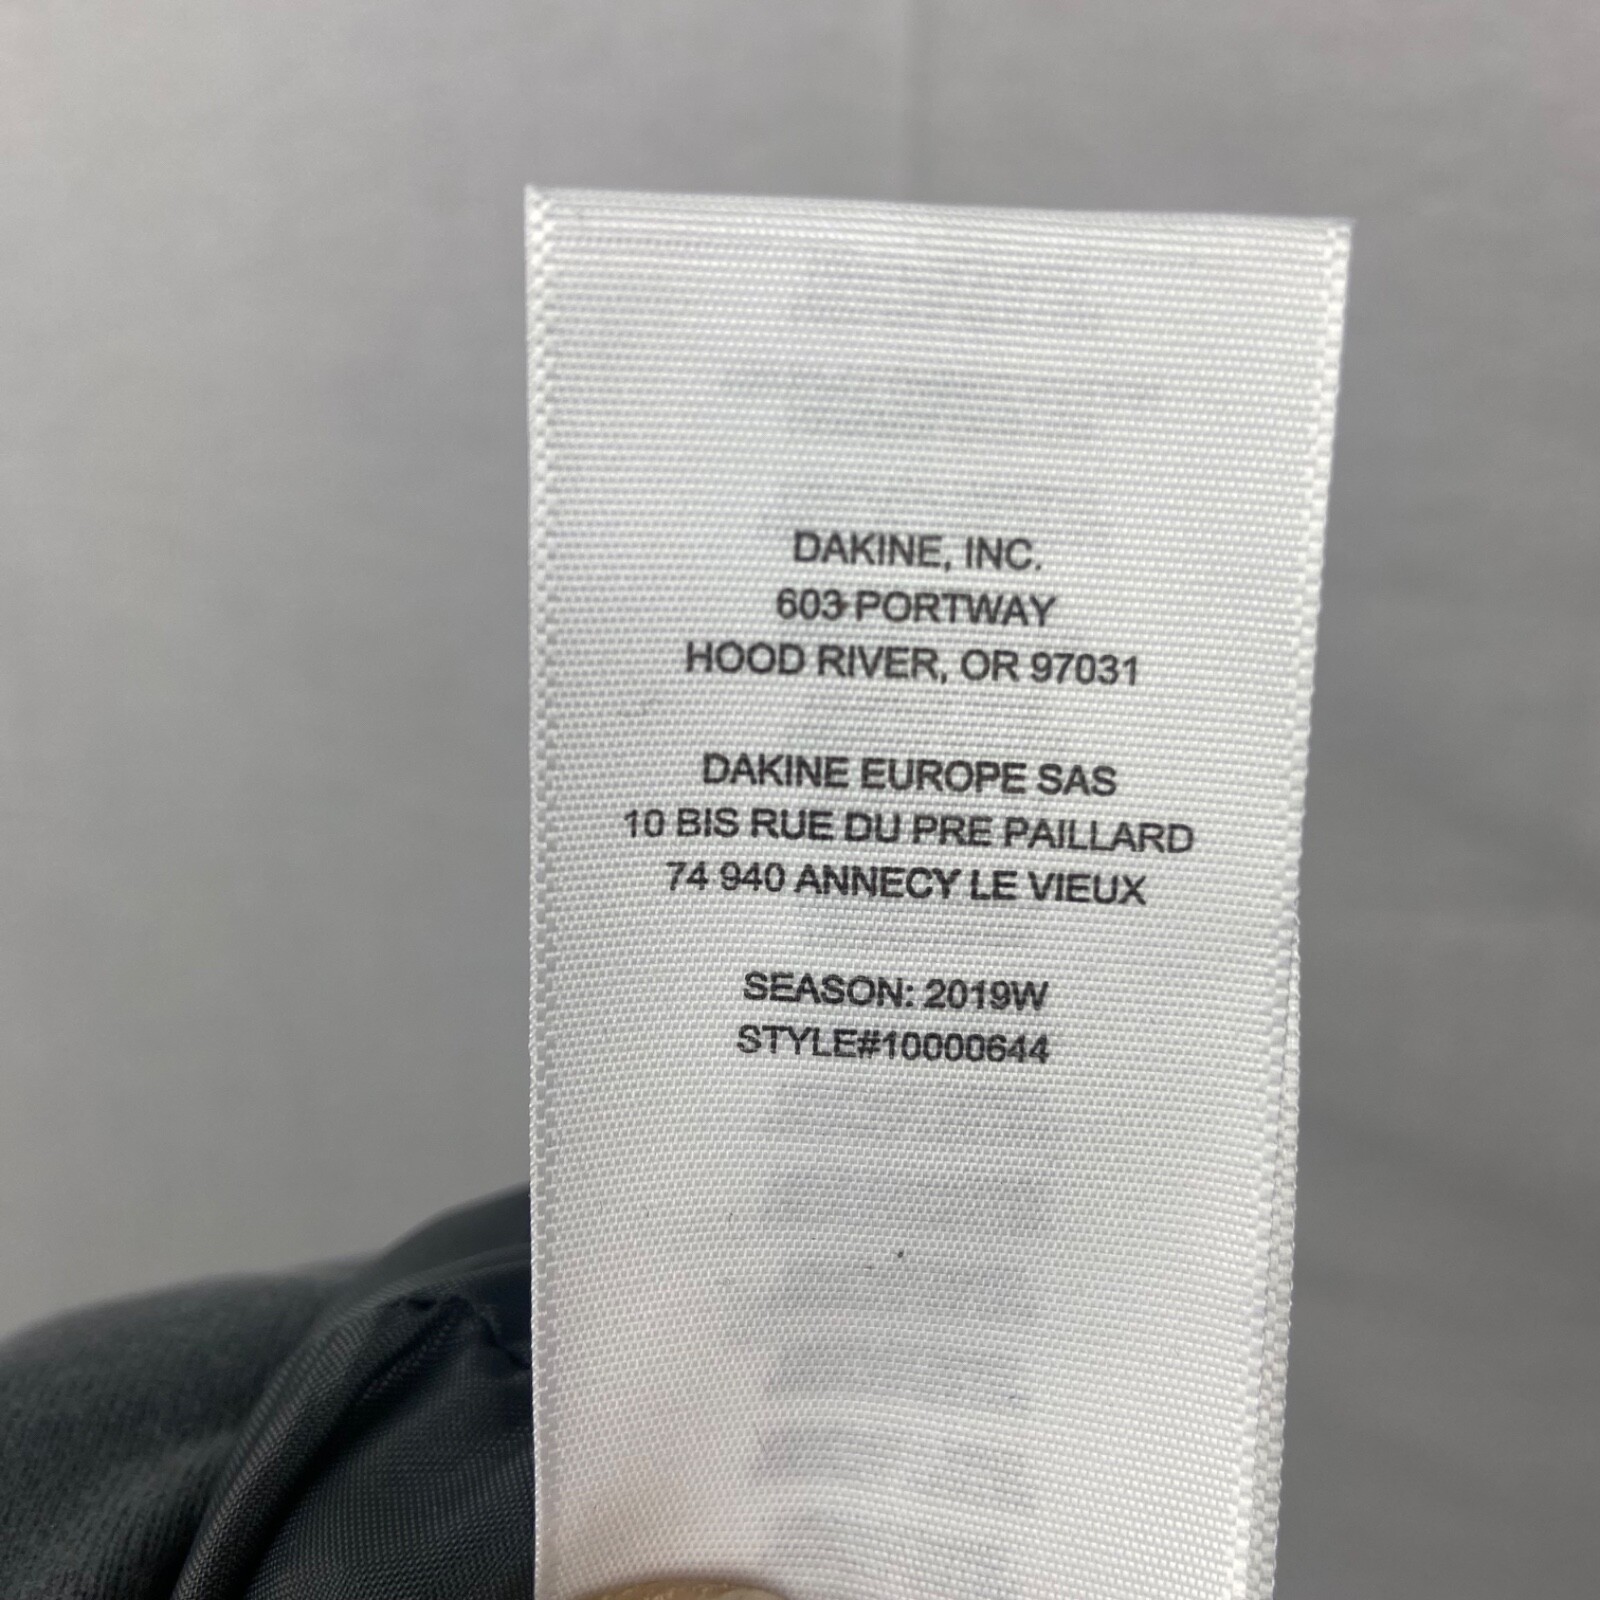 DAKINE, INC.
603 PORTWAY
HOOD RIVER, OR 97031
DAKINE EUROPE SAS
10 BIS RUE DU PRE PAILLARD
74 940 ANNECY LE VIEUX
SEASON: 2019W
STYLE#10000644